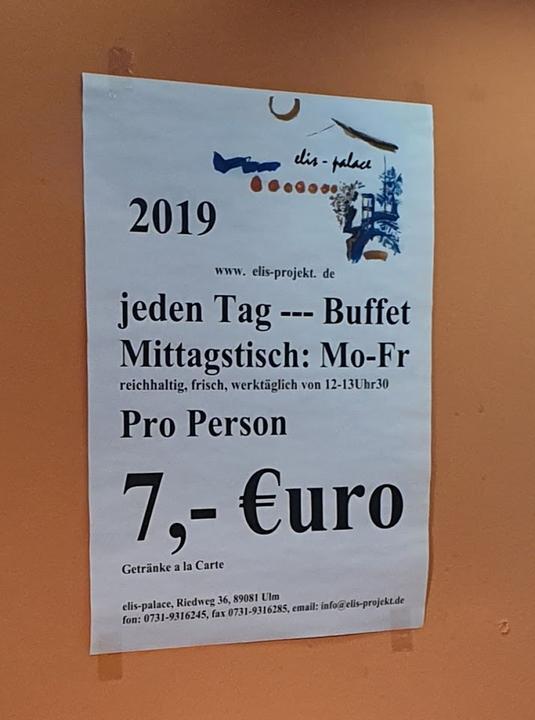 elis - palace
2019
www. elis-projekt. de
jeden Tag --- Buffet
Mittagstisch: Mo-Fr
reichhaltig, frisch, werktäglich von 12-13Uhr30
Pro Person
7,- €uro
Getränke a la Carte
elis-palace, Riedweg 36, 89081 Ulm
fon: 0731-9316245, fax 0731-9316285, email: info@elis-projekt.de